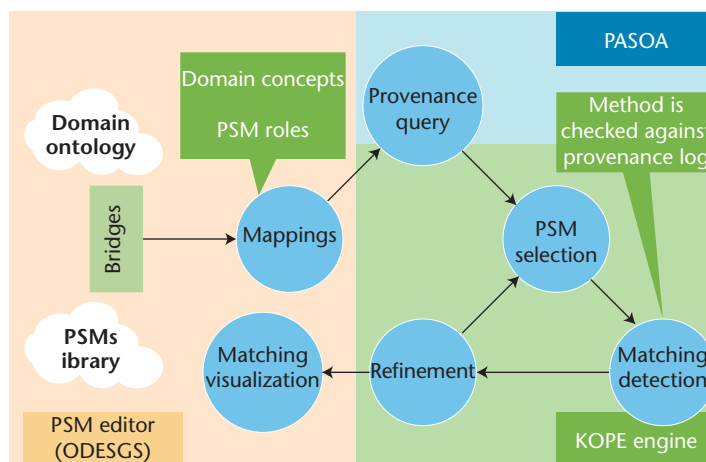 PASOA
Domain concepts
PSM roles
Provenance
query
Method is
checked against
provenance log
Domain
ontology
Bridges
Mappings
PSM
selection
PSMs
ibrary
Matching
visualization
Refinement
Matching
detection
PSM editor
(ODESGS)
KOPE engine